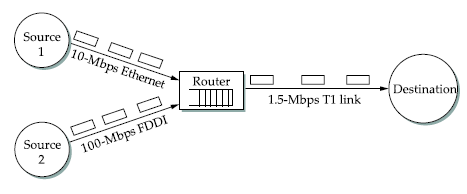 Source
1
10-Mbps Ethernet
Router
1.5-Mbps T1 link
Destination
Source
2
100-Mbps FDDI